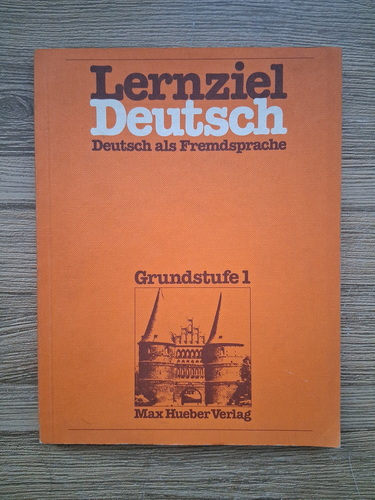 Lernziel
Deutsch
Deutsch als Fremdsprache
Grundstufe 1
Max Hueber Verlag